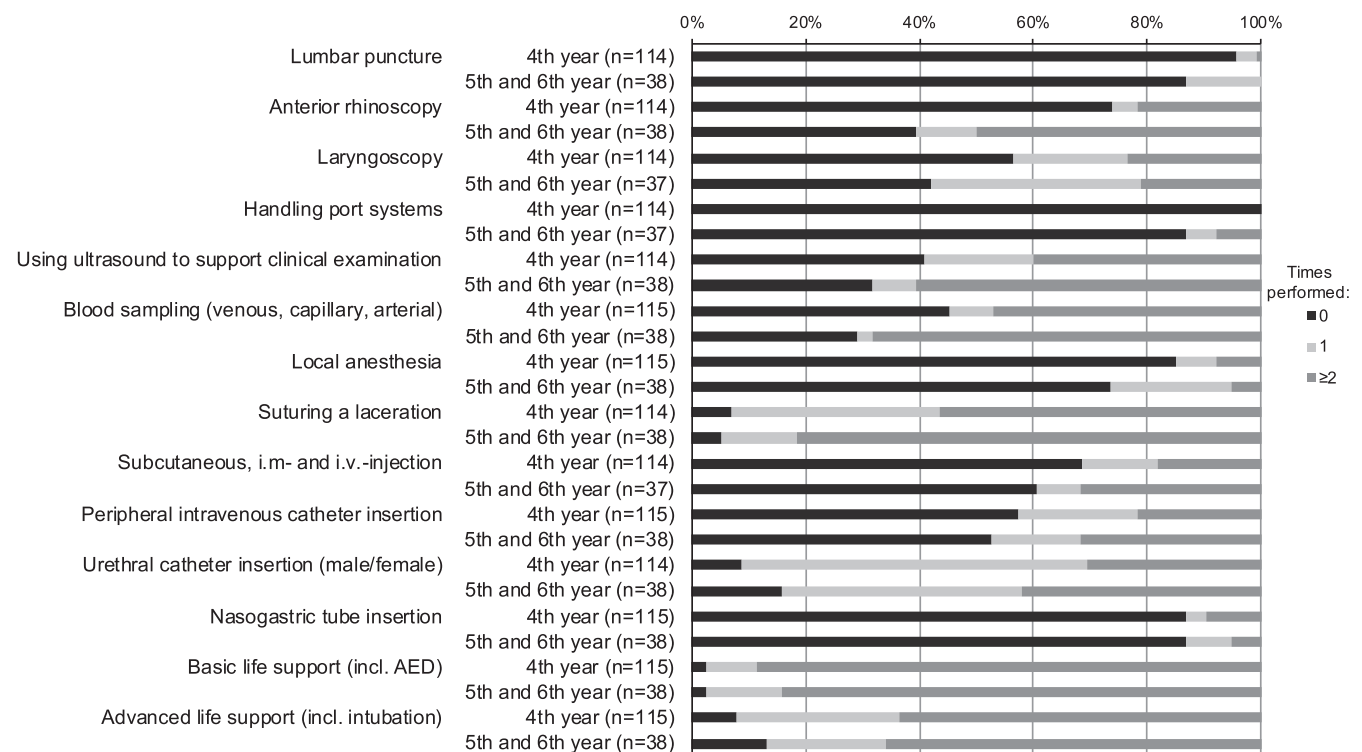 0% 20% 40% 60% 80% 100%
Lumbar puncture 4th year (n=114)
5th and 6th year (n=38)
Anterior rhinoscopy 4th year (n=114)
5th and 6th year (n=38)
Laryngoscopy 4th year (n=114)
5th and 6th year (n=37)
Handling port systems 4th year (n=114)
5th and 6th year (n=37)
Using ultrasound to support clinical examination 4th year (n=114)
5th and 6th year (n=38)
Blood sampling (venous, capillary, arterial) 4th year (n=115)
5th and 6th year (n=38)
Local anesthesia 4th year (n=115)
5th and 6th year (n=38)
Suturing a laceration 4th year (n=114)
5th and 6th year (n=38)
Subcutaneous, i.m- and i.v.-injection 4th year (n=114)
5th and 6th year (n=37)
Peripheral intravenous catheter insertion 4th year (n=115)
5th and 6th year (n=38)
Urethral catheter insertion (male/female) 4th year (n=114)
5th and 6th year (n=38)
Nasogastric tube insertion 4th year (n=115)
5th and 6th year (n=38)
Basic life support (incl. AED) 4th year (n=115)
5th and 6th year (n=38)
Advanced life support (incl. intubation) 4th year (n=115)
5th and 6th year (n=38)
Times
performed:
0
1
≥2